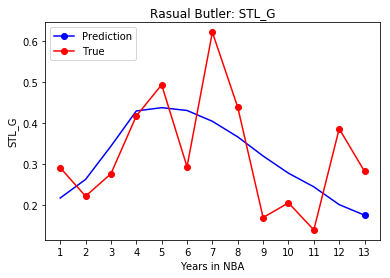 Rasual Butler: STL_G
Prediction
True
STL_G
0.6
0.5
0.4
0.3
0.2
1 2 3 4 5 6 7 8 9 10 11 12 13
Years in NBA